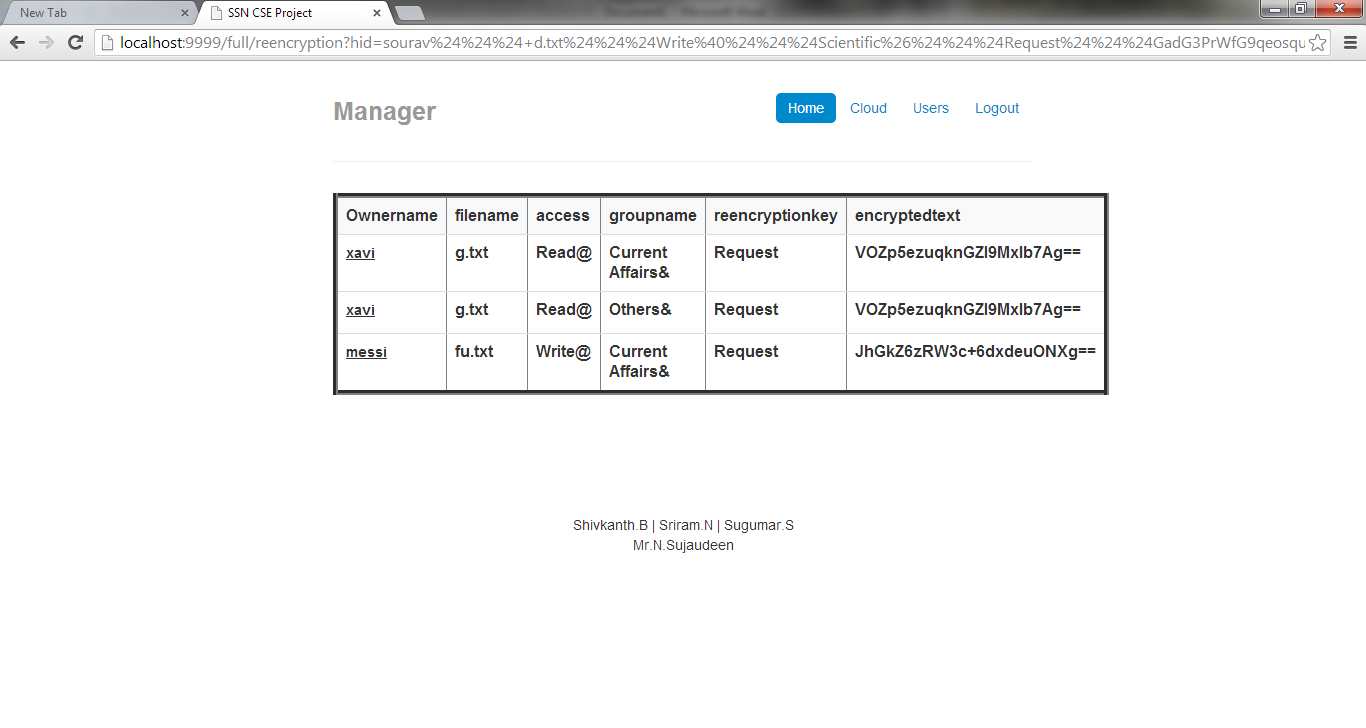 New Tab
SSN CSE Project
localhost:9999/full/reencryption?hid=sourav%24%24%24+d.txt%24%24%24Write%40%24%24%24Scientific%26%24%24%24Request%24%24%24GadG3PrWfG9qeosqu
Manager
Home Cloud Users Logout
Ownername filename access groupname reencryptionkey encryptedtext
xavi g.txt Read@ Current Request VOZp5ezuqknGZI9MxIb7Ag==
Affairs&
xavi g.txt Read@ Others& Request VOZp5ezuqknGZI9MxIb7Ag==
messi fu.txt Write@ Current Request JhGkZ6zRW3c+6dxdeuONXg==
Affairs&
Shivkanth.B | Sriram.N | Sugumar.S
Mr.N.Sujaudeen